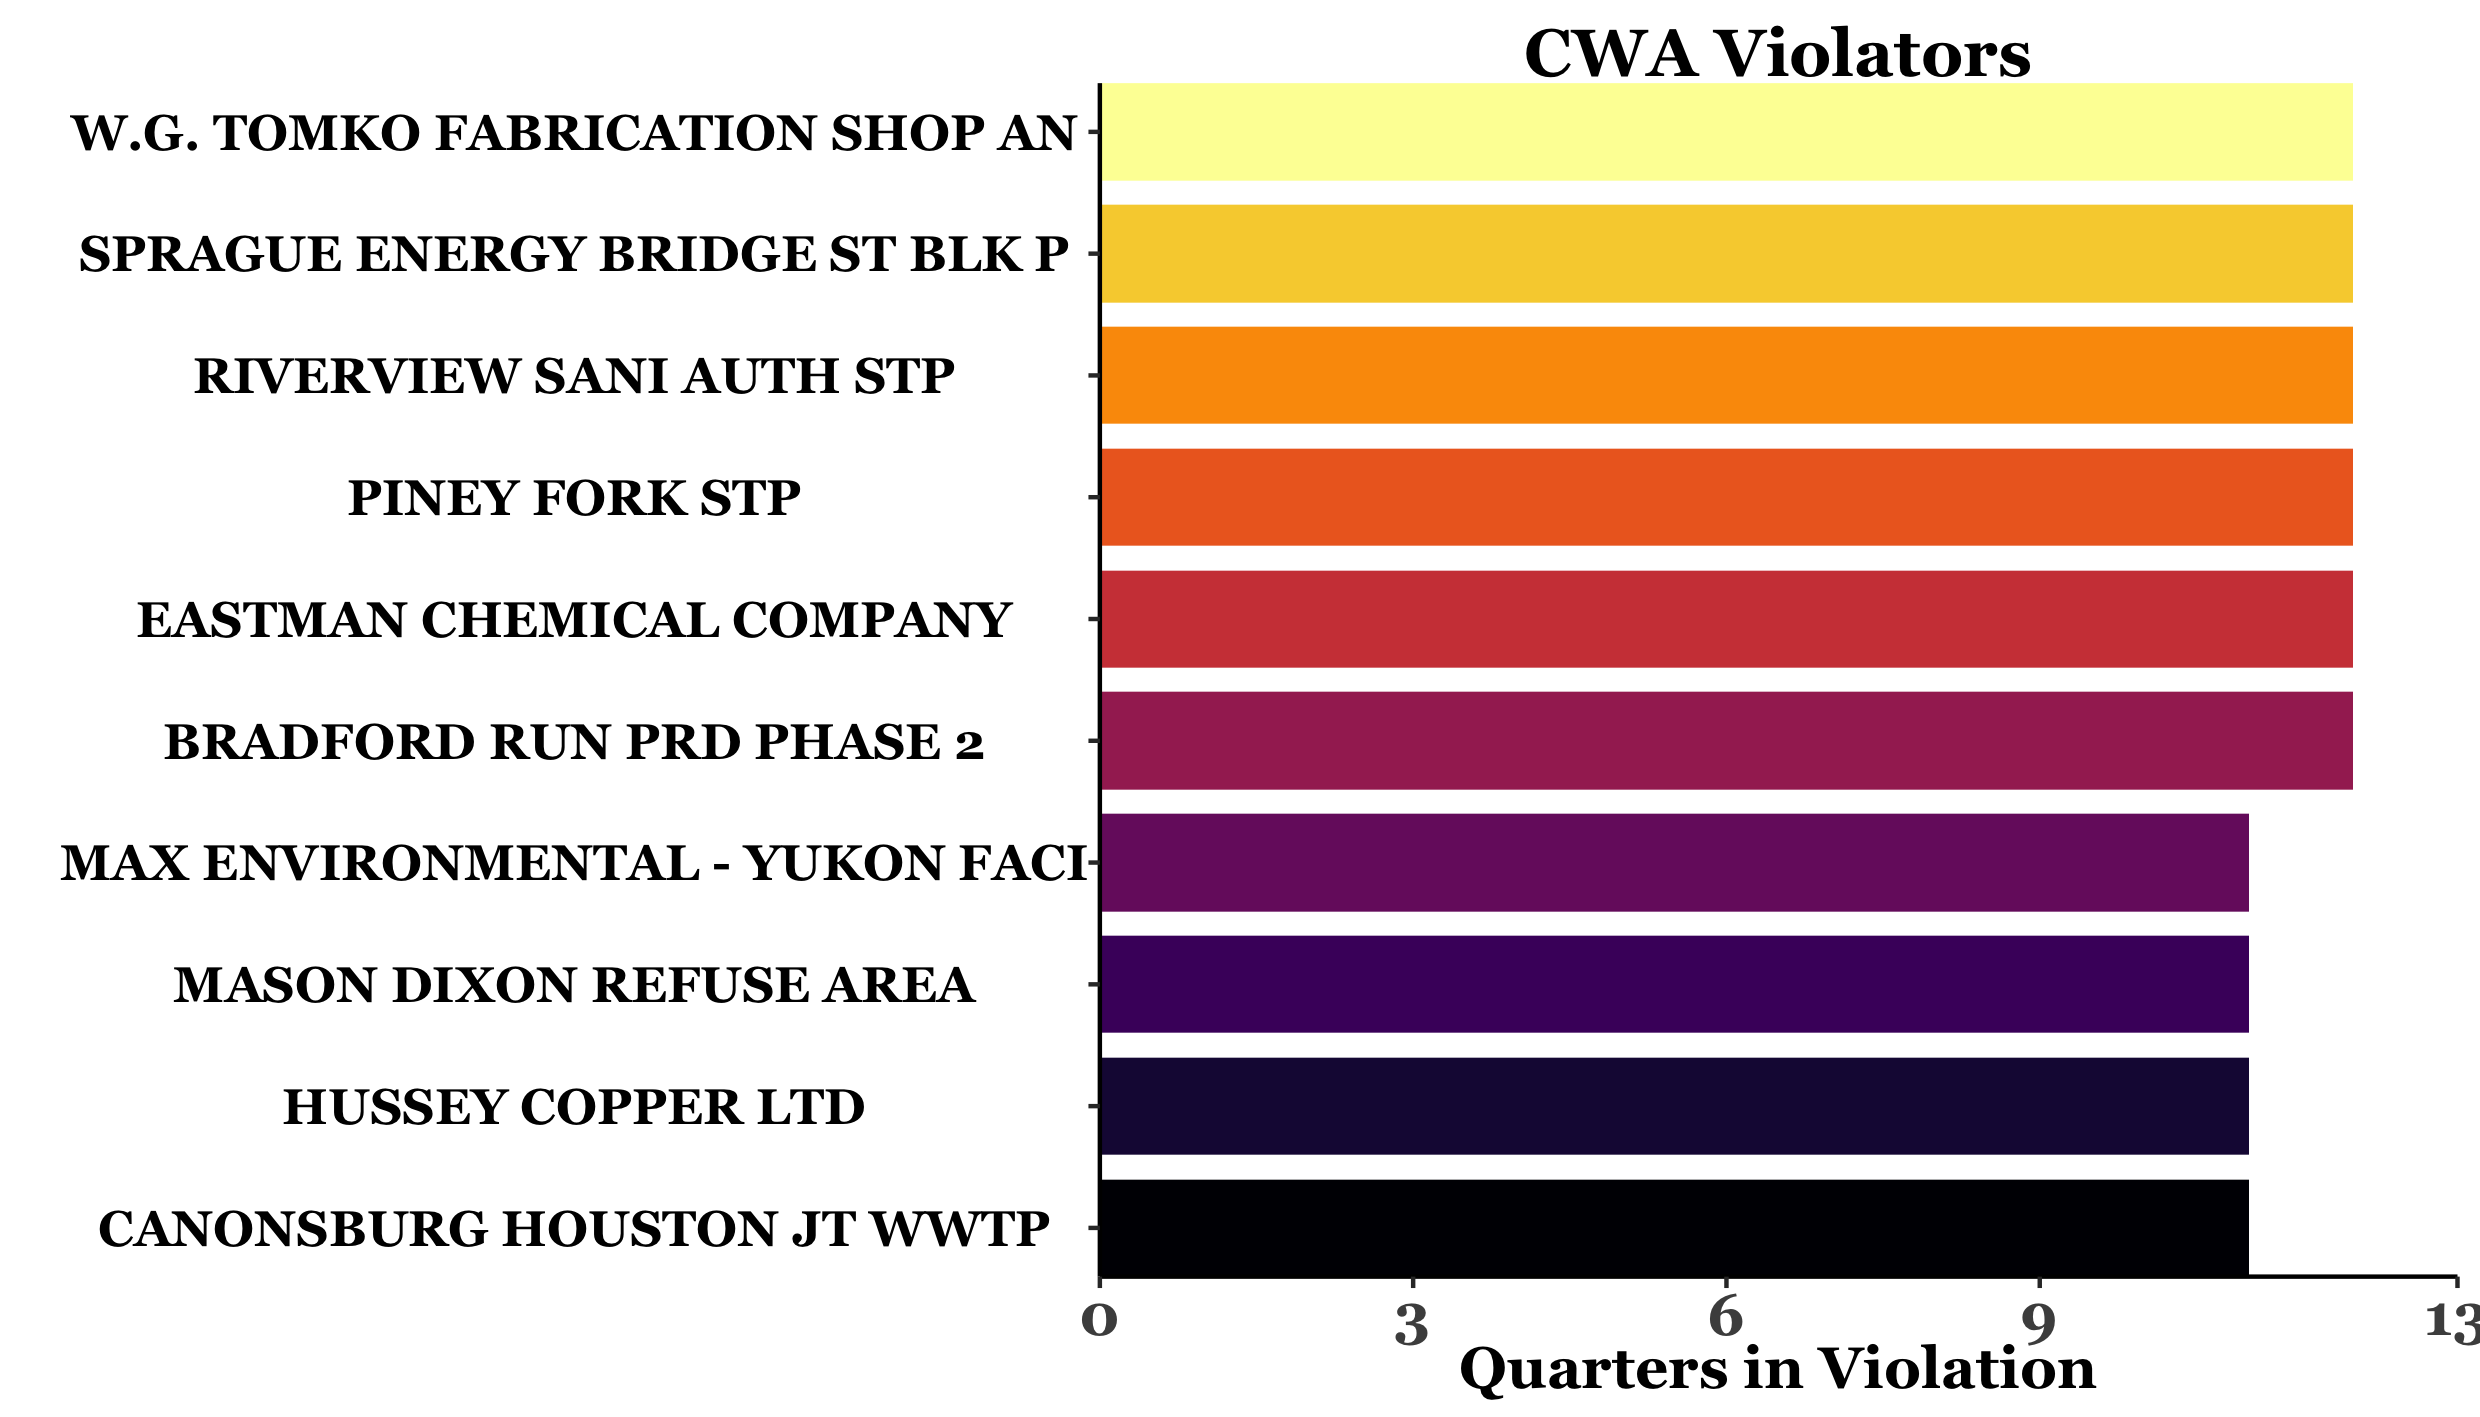 CWA Violators
W.G. TOMKO FABRICATION SHOP AN
SPRAGUE ENERGY BRIDGE ST BLK P
RIVERVIEW SANI AUTH STP
PINEY FORK STP
EASTMAN CHEMICAL COMPANY
BRADFORD RUN PRD PHASE 2
MAX ENVIRONMENTAL - YUKON FACI
MASON DIXON REFUSE AREA
HUSSEY COPPER LTD
CANONSBURG HOUSTON JT WWTP
0 3 6 9 13
Quarters in Violation